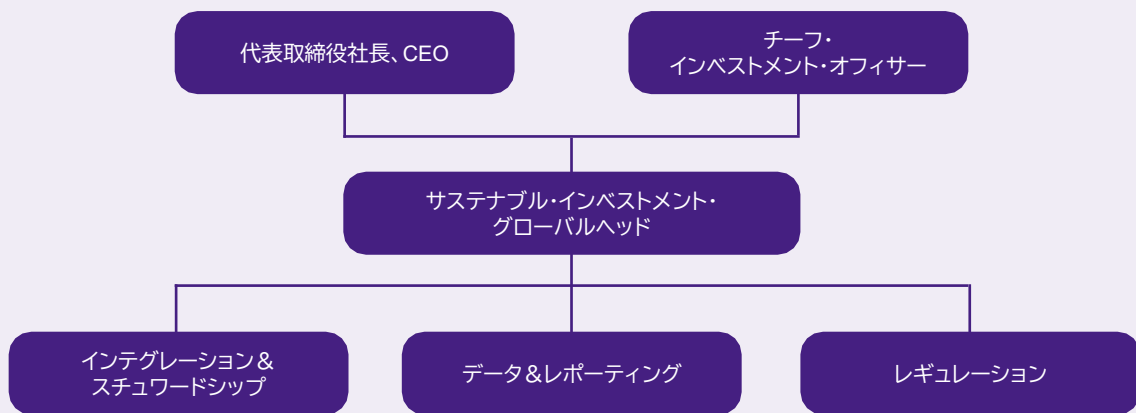 代表取締役社長、CEO
チーフ・
インベストメント・オフィサー
サステナブル・インベストメント・
グローバルヘッド
インテグレーション＆
スチュワードシップ
データ＆レポーティング
レギュレーション